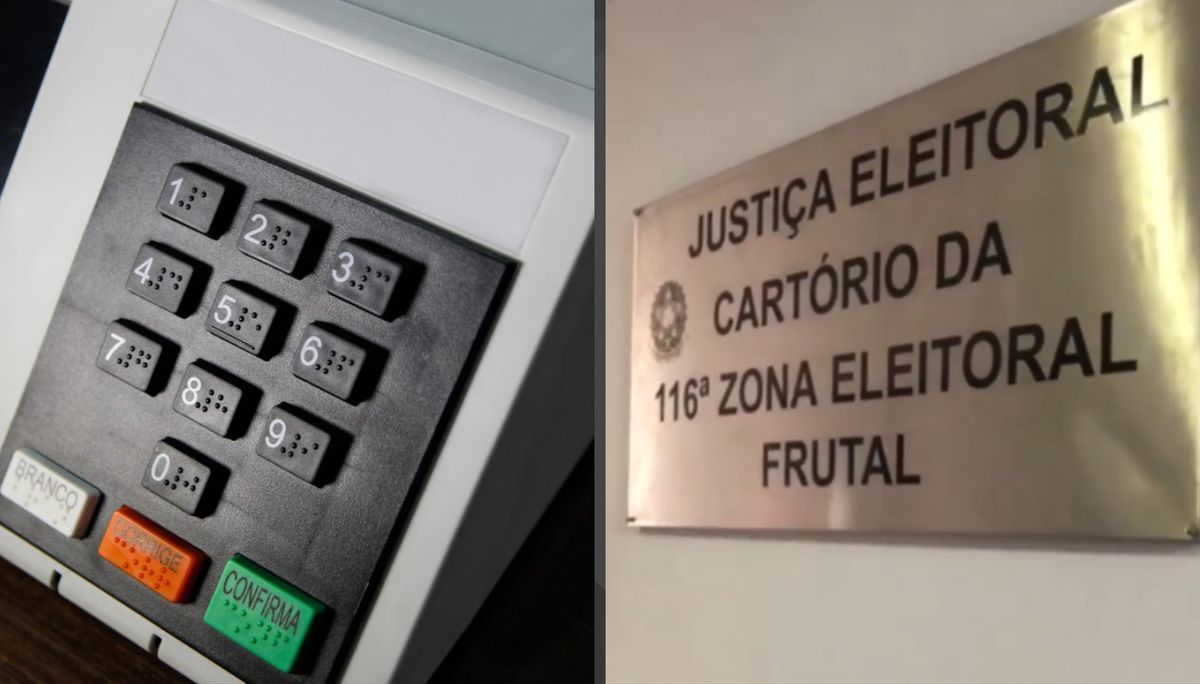 1 2 3
4 5 6
7 8 9
0
BRANCO
CORRIGE
CONFIRMA
JUSTIÇA ELEITORAL
CARTÓRIO DA
116ª ZONA ELEITORAL
FRUTAL